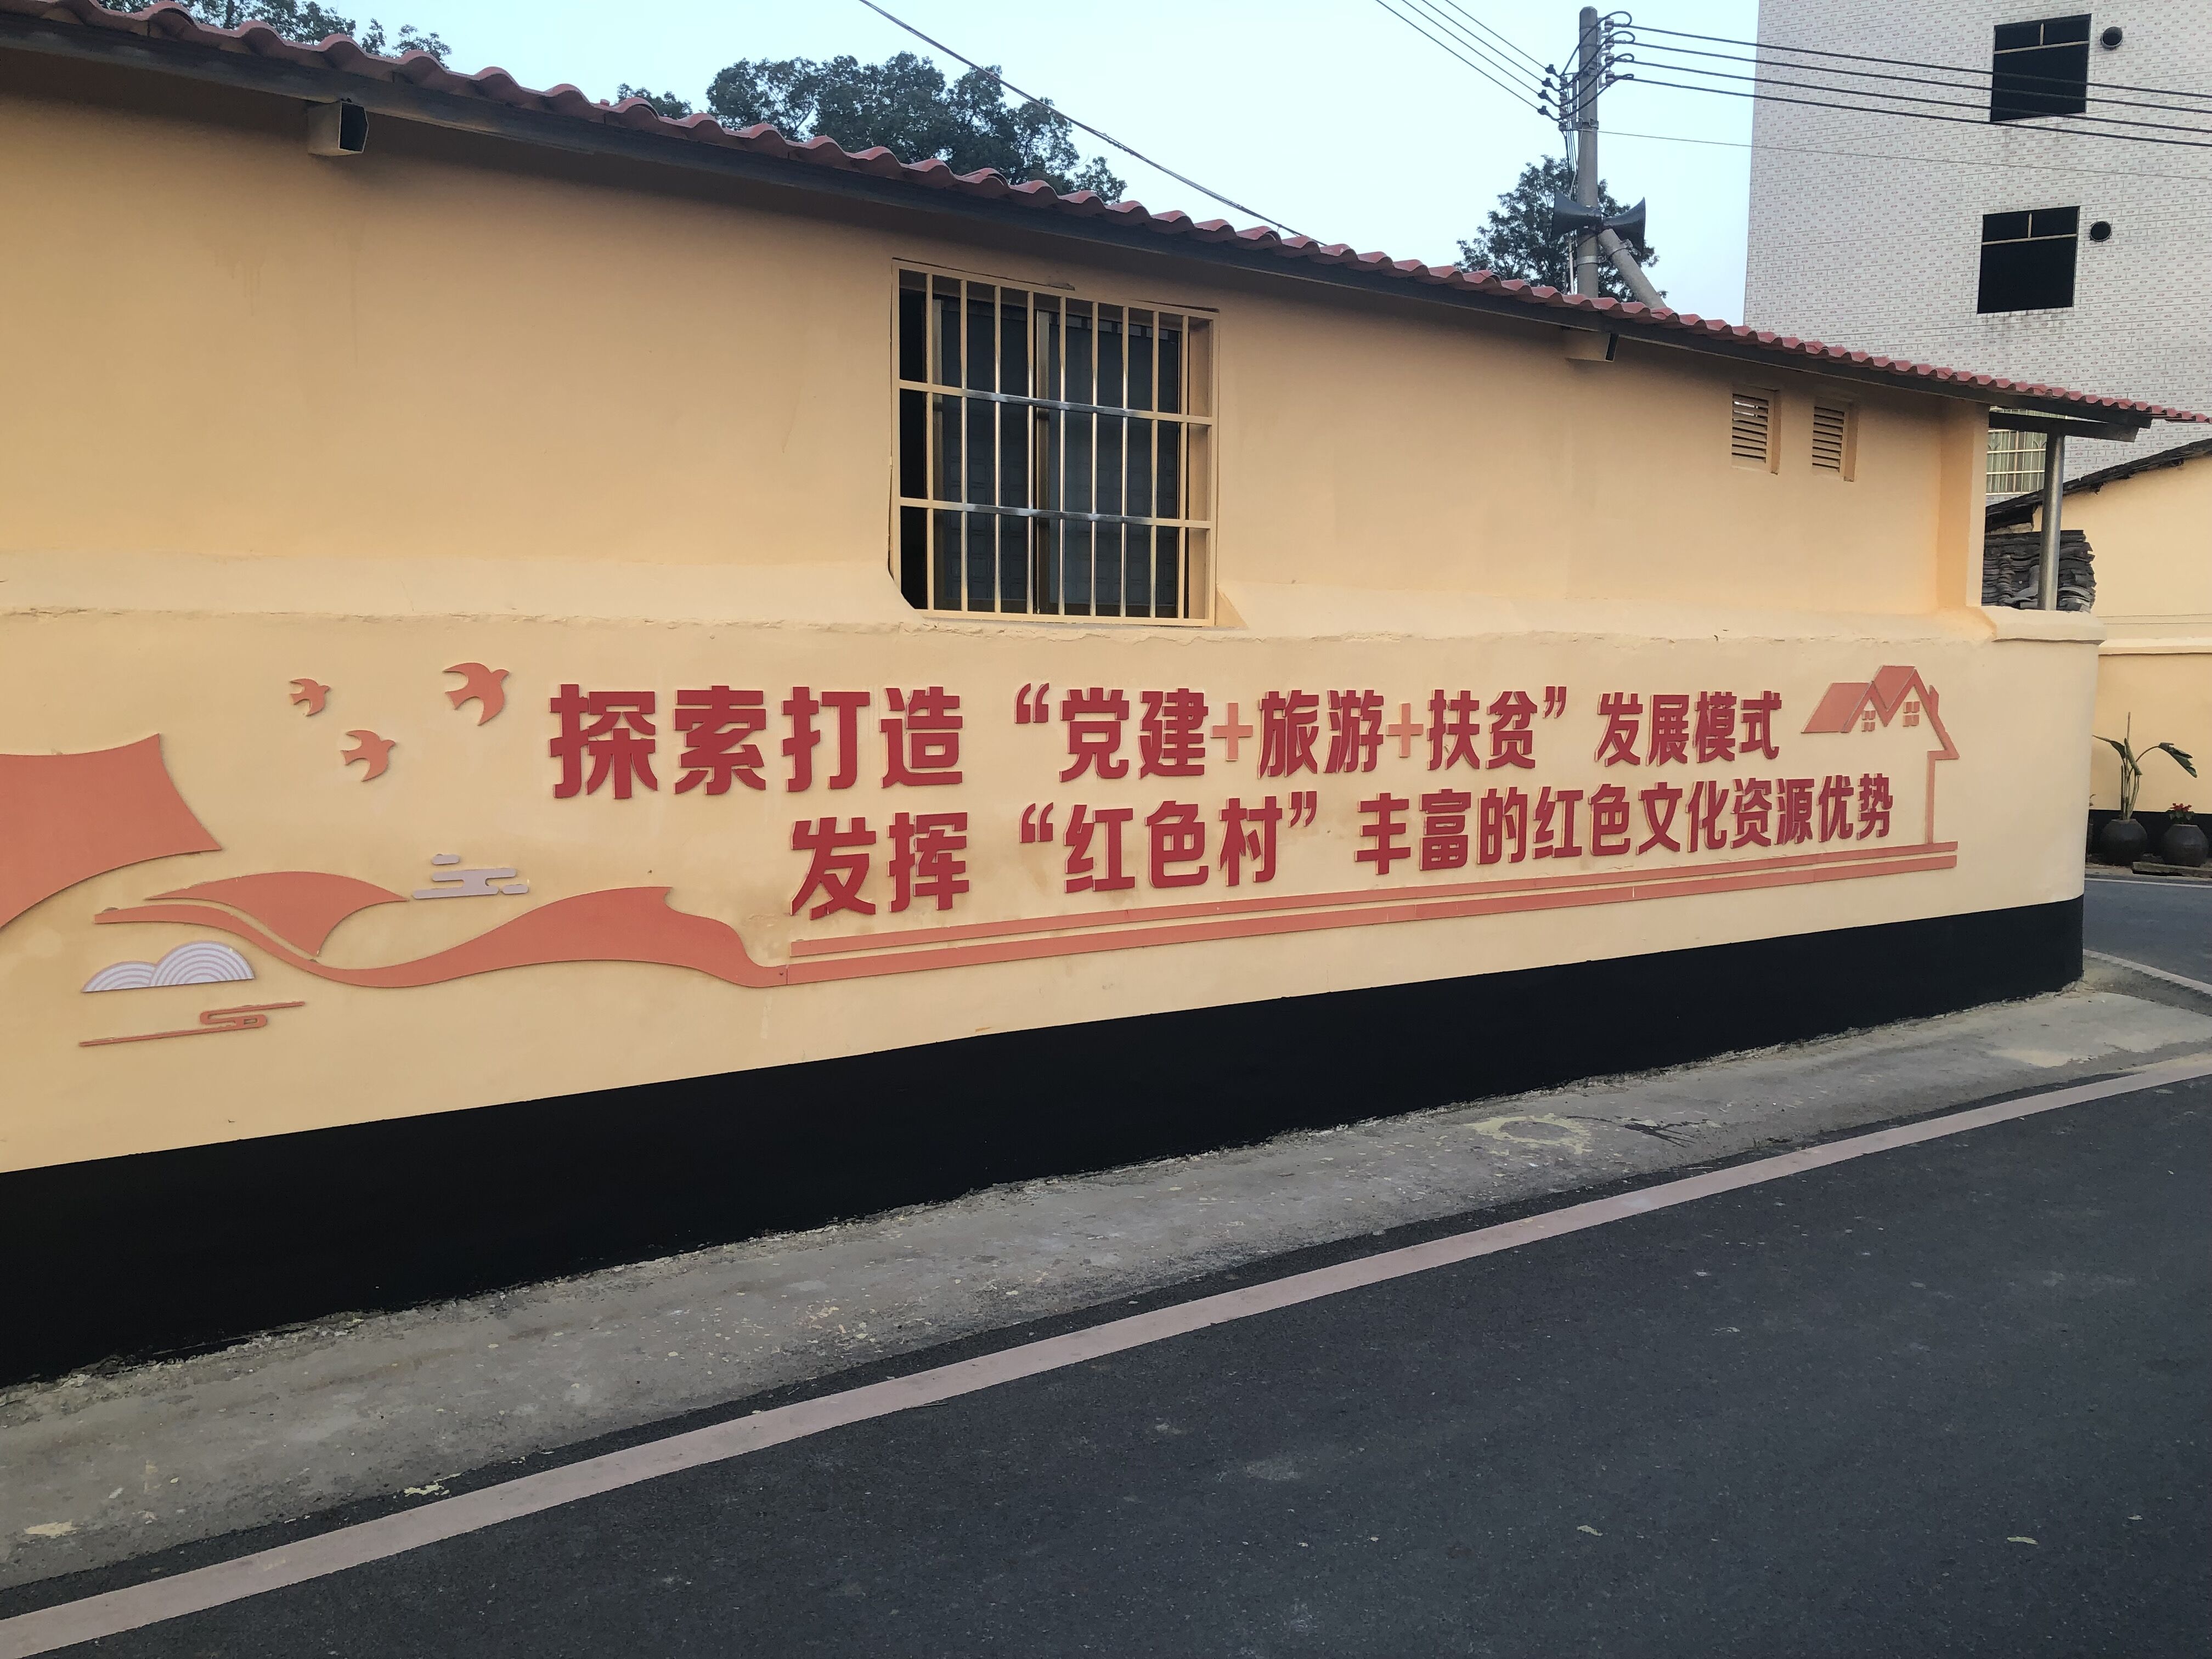 探索打造“党建+旅游+扶贫”发展模式
发挥“红色村”丰富的红色文化资源优势